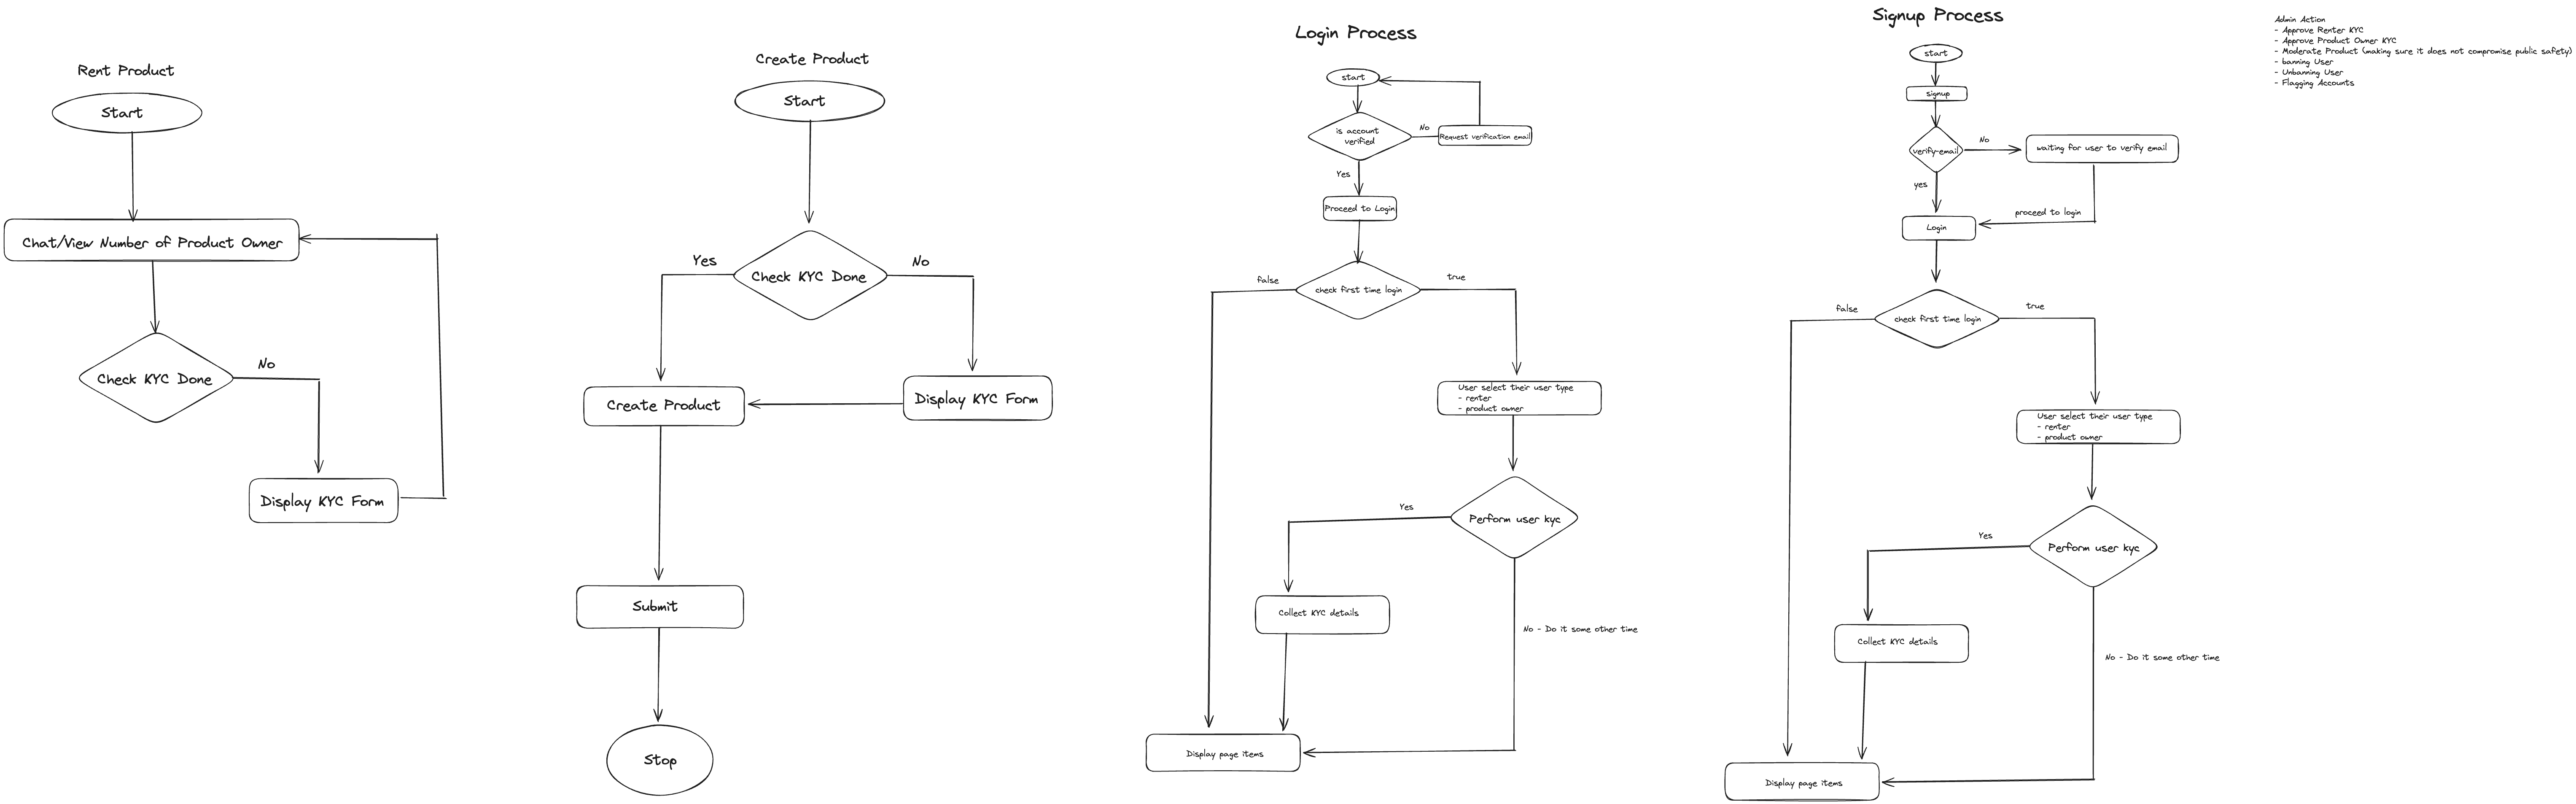 Rent Product
Start
Chat/View Number of Product Owner
Check KYC Done
No
Display KYC Form
Create Product
Start
Check KYC Done
Yes
No
Create Product
Display KYC Form
Submit
Stop
Login Process
start
is account
verified
No
Request verification email
Yes
Proceed to Login
check first time login
false
true
User select their user type
- renter
- product owner
Perform user kyc
Yes
Collect KYC details
No - Do it some other time
Display page items
Signup Process
start
signup
verify-email
No
waiting for user to verify email
yes
proceed to login
Login
check first time login
false
true
User select their user type
- renter
- product owner
Perform user kyc
Yes
Collect KYC details
No - Do it some other time
Display page items
Admin Action
- Approve Renter KYC
- Approve Product Owner KYC
- Moderate Product (making sure it does not compromise public safety)
- banning User
- Unbanning User
- Flagging Accounts